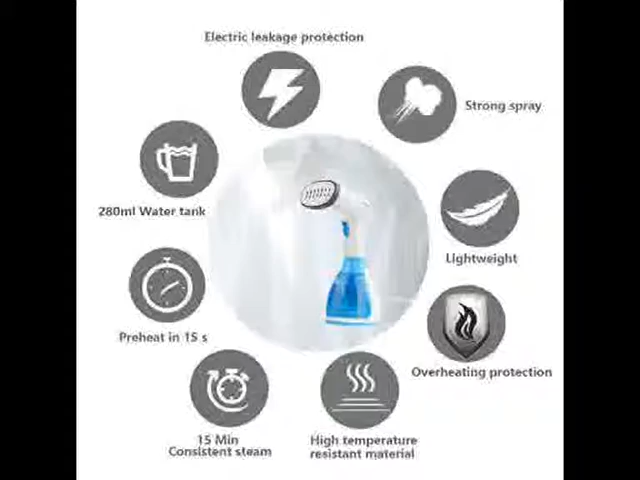 Electric leakage protection
Strong spray
280ml Water tank
Lightweight
Preheat in 15 s
Overheating protection
15 Min
Consistent steam
High temperature
resistant material